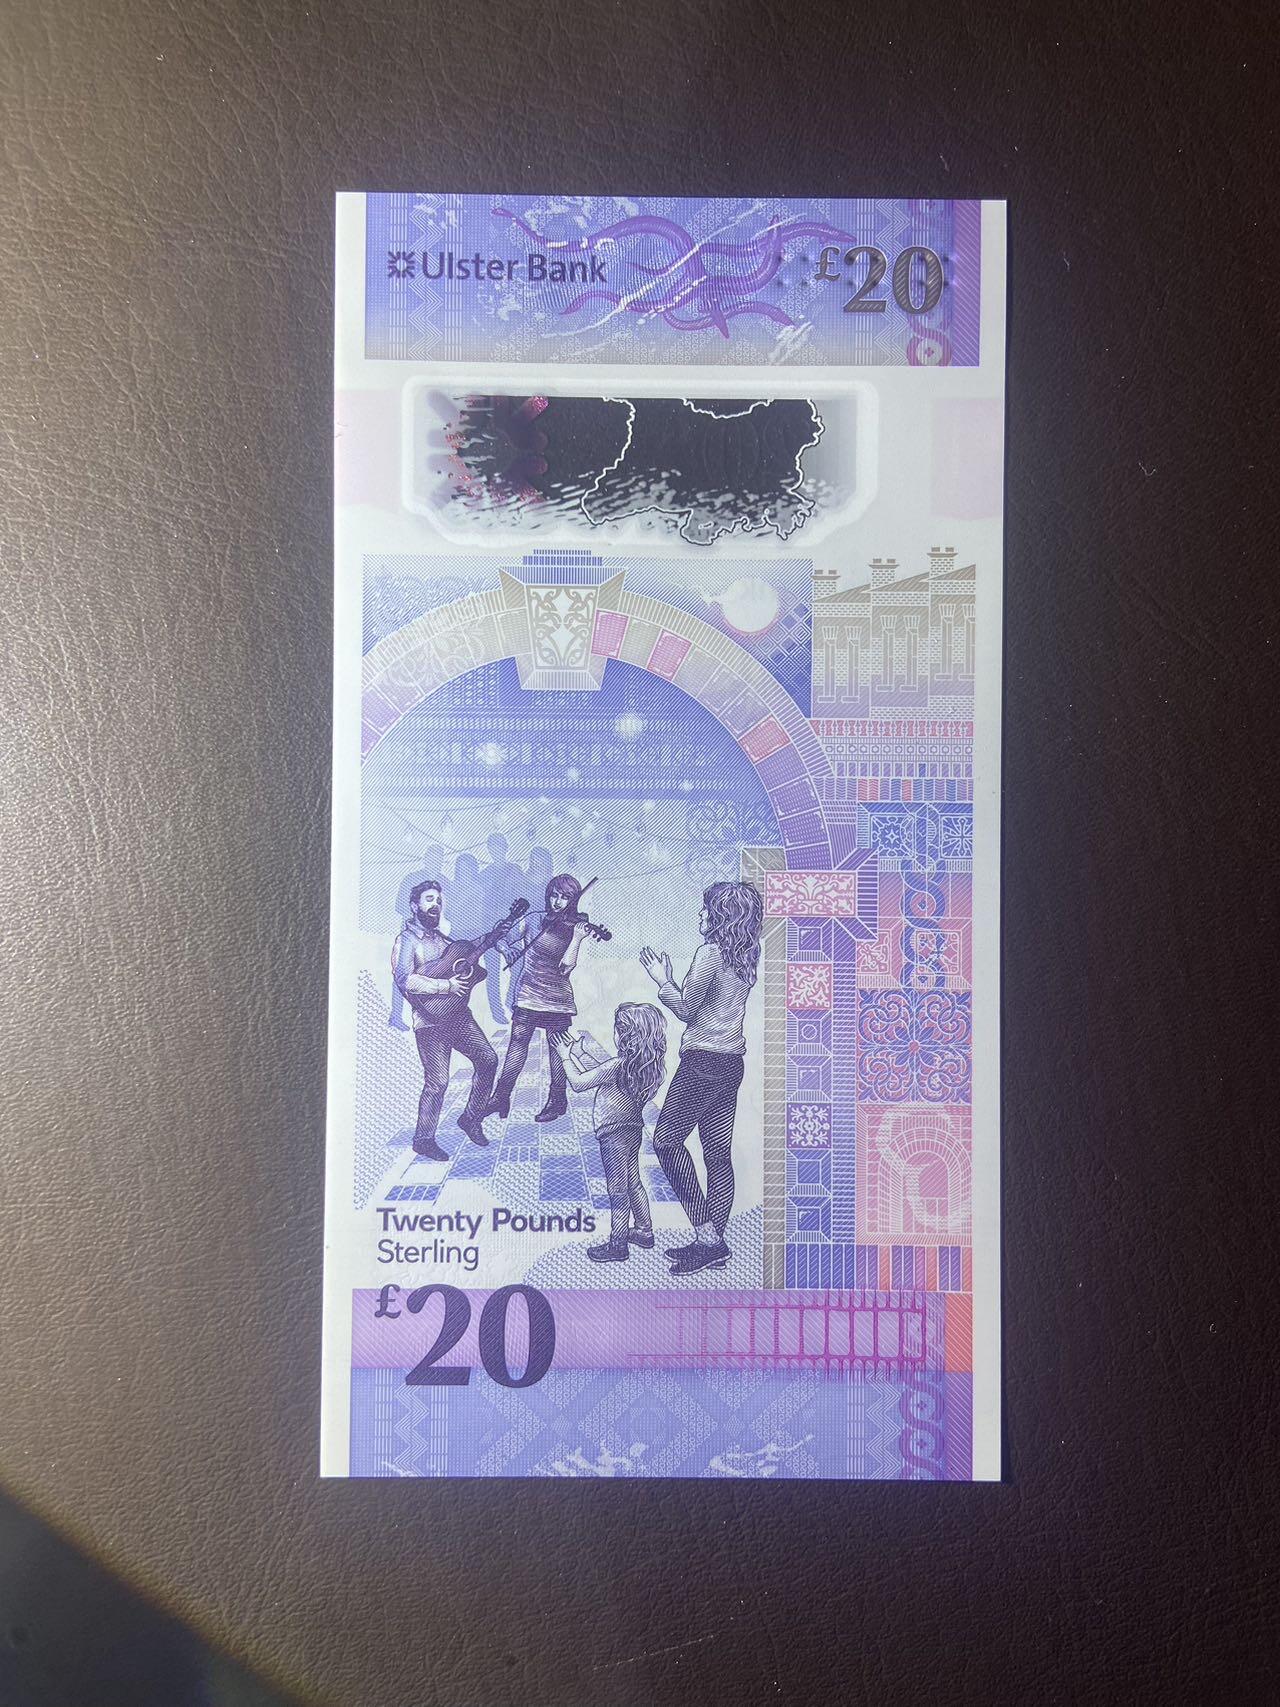 Ulster Bank
£20
Twenty Pounds
Sterling
£20